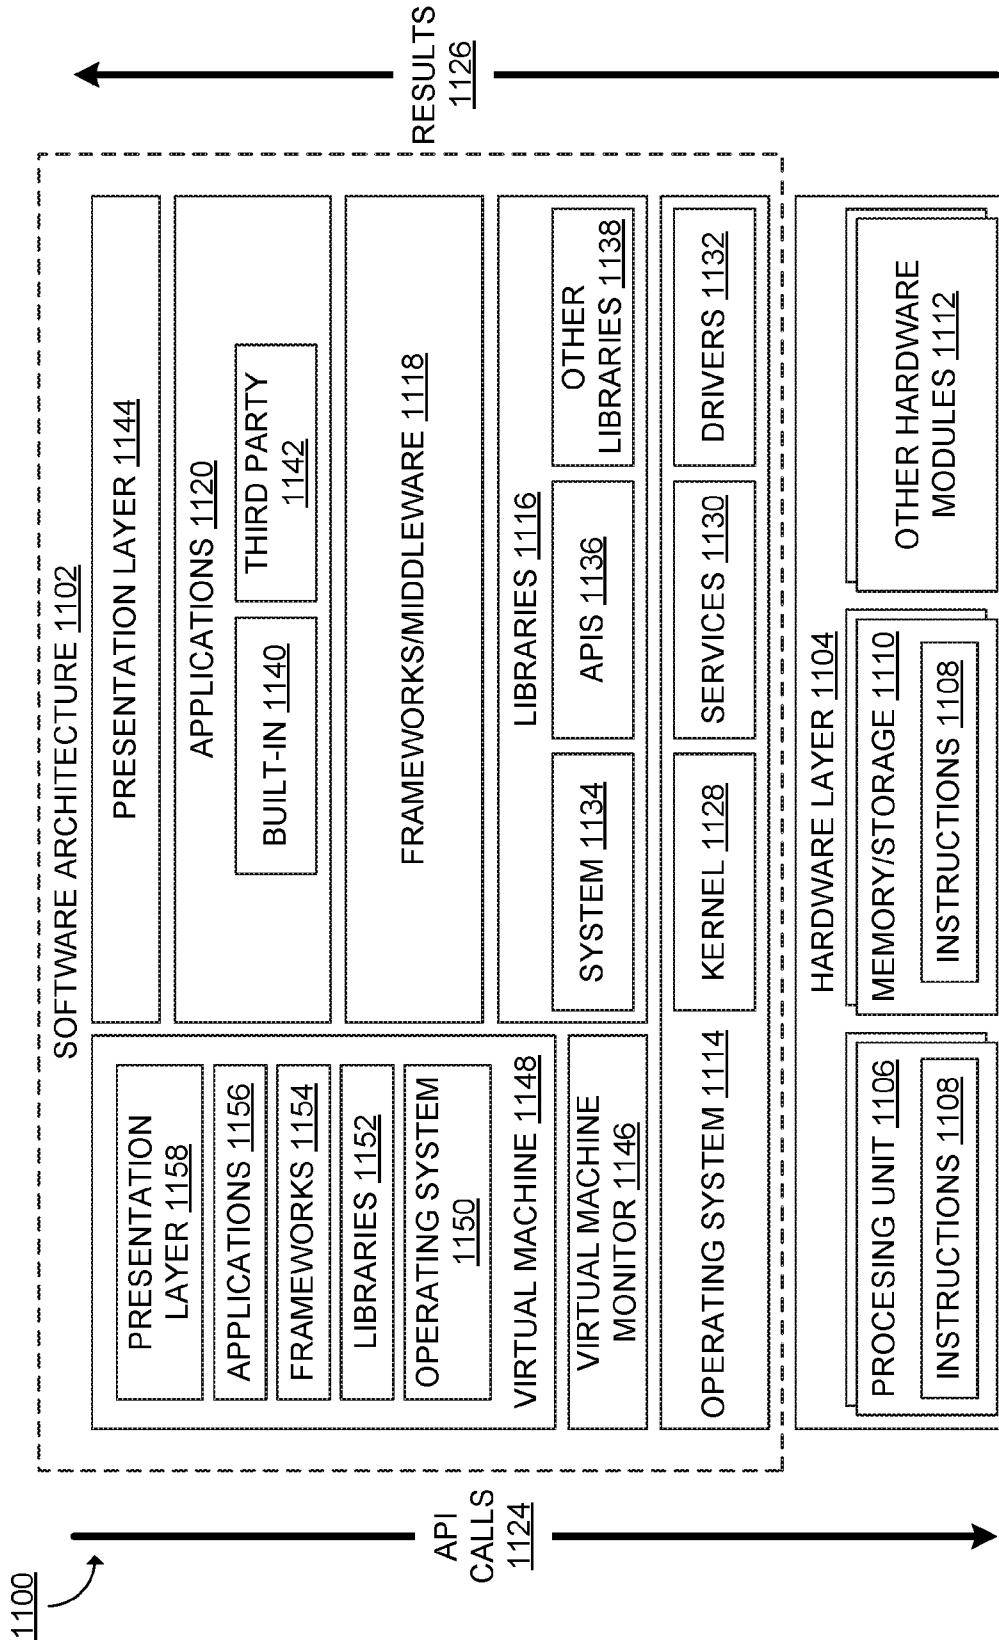 1100
SOFTWARE ARCHITECTURE 1102
PRESENTATION
LAYER 1158
APPLICATIONS 1156
FRAMEWORKS 1154
LIBRARIES 1152
OPERATING SYSTEM
1150
VIRTUAL MACHINE 1148
VIRTUAL MACHINE
MONITOR 1146
PRESENTATION LAYER 1144
APPLICATIONS 1120
BUILT-IN 1140
THIRD PARTY
1142
FRAMEWORKS/MIDDLEWARE 1118
LIBRARIES 1116
SYSTEM 1134
APIS 1136
OTHER
LIBRARIES 1138
OPERATING SYSTEM 1114
KERNEL 1128
SERVICES 1130
DRIVERS 1132
HARDWARE LAYER 1104
PROCESING UNIT 1106
INSTRUCTIONS 1108
MEMORY/STORAGE 1110
INSTRUCTIONS 1108
OTHER HARDWARE
MODULES 1112
API
CALLS
1124
RESULTS
1126